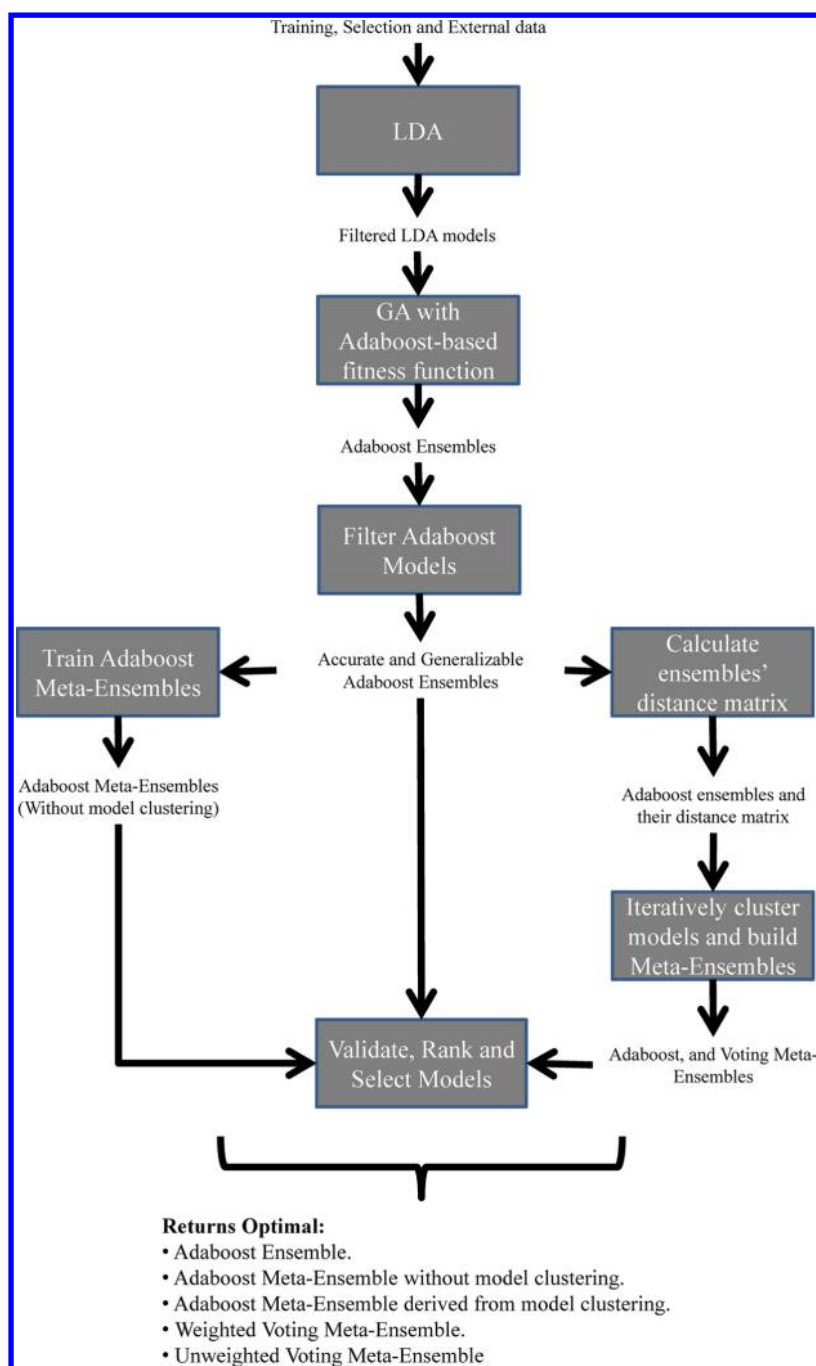 Training, Selection and External data
LDA
Filtered LDA models
GA with
Adaboost-based
fitness function
Adaboost Ensembles
Filter Adaboost
Models
Train Adaboost
Meta-Ensembles
Accurate and Generalizable
Adaboost Ensembles
Calculate
ensembles'
distance matrix
Adaboost Meta-Ensembles
(Without model clustering)
Adaboost ensembles and
their distance matrix
Iteratively cluster
models and build
Meta-Ensembles
Validate, Rank and
Select Models
Adaboost, and Voting Meta-
Ensembles
Returns Optimal:
• Adaboost Ensemble.
• Adaboost Meta-Ensemble without model clustering.
• Adaboost Meta-Ensemble derived from model clustering.
• Weighted Voting Meta-Ensemble.
• Unweighted Voting Meta-Ensemble